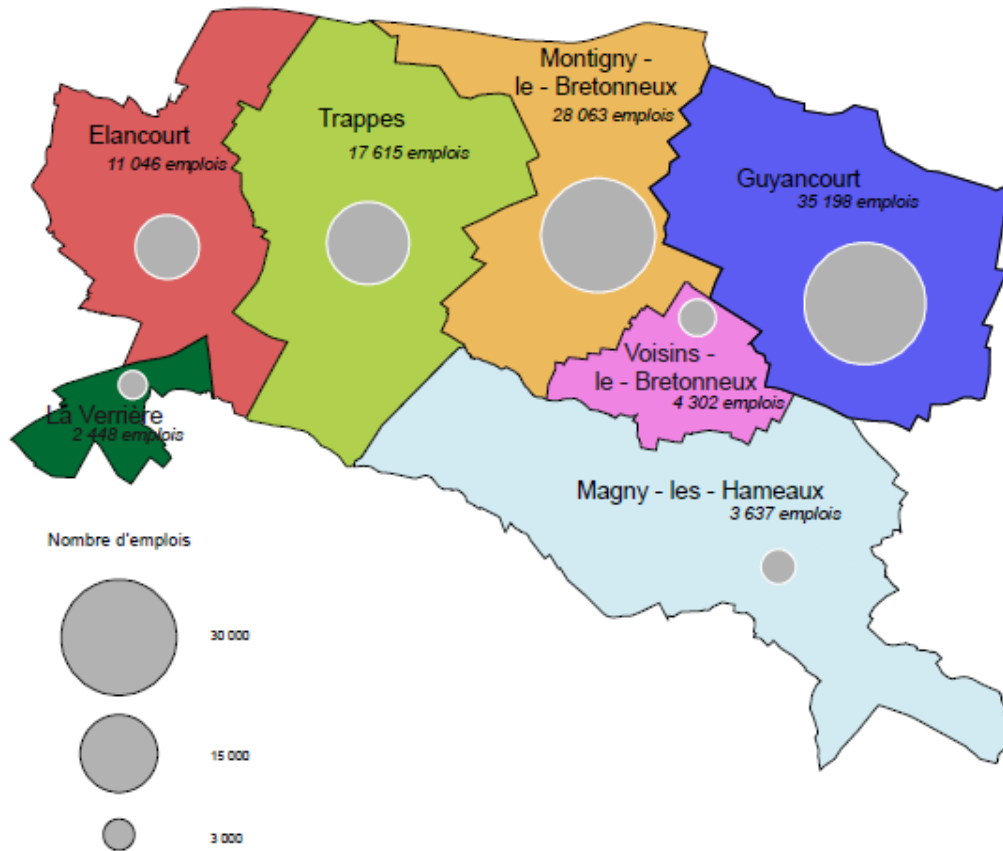 Montigny -
le - Bretonneux
28 063 emplois
Elancourt
11 046 emplois
Trappes
17 615 emplois
Guyancourt
35 198 emplois
Voisins -
le - Bretonneux
4 302 emplois
La Verrière
2 448 emplois
Magny - les - Hameaux
3 637 emplois
Nombre d'emplois
30 000
15 000
3 000